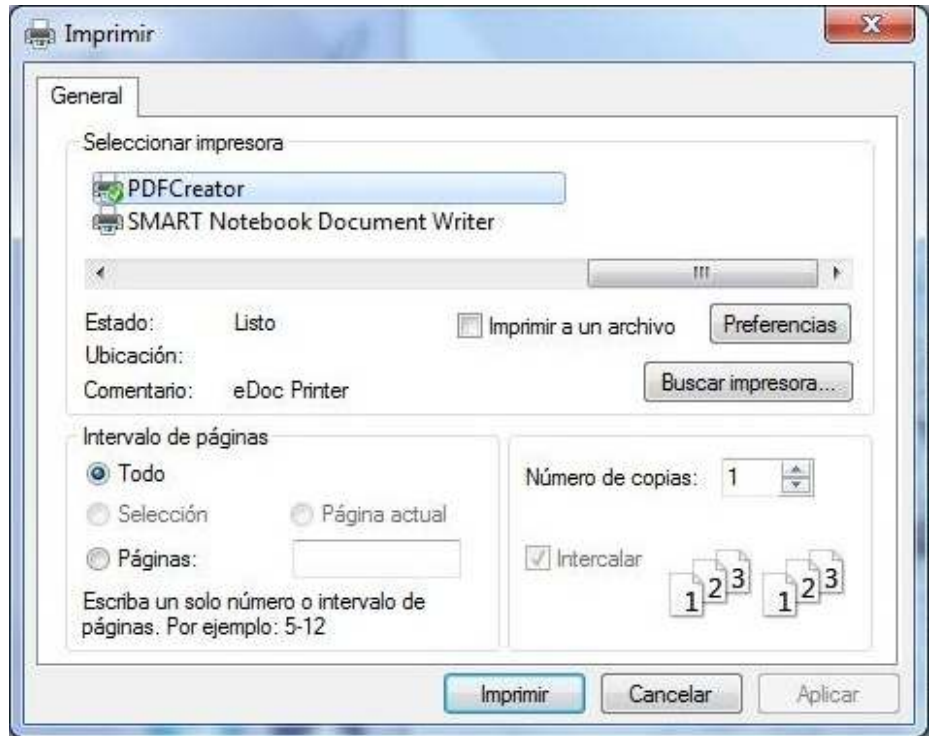 Imprimir
General
Seleccionar impresora
PDFCreator
SMART Notebook Document Writer
Estado: Listo
Imprimir a un archivo
Preferencias
Ubicación:
Comentario: eDoc Printer
Buscar impresora...
Intervalo de páginas
Todo
Selección
Página actual
Páginas:
Escriba un solo número o intervalo de
páginas. Por ejemplo: 5-12
Número de copias: 1
Intercalar
1 2 3 1 2 3
Imprimir Cancelar Aplicar